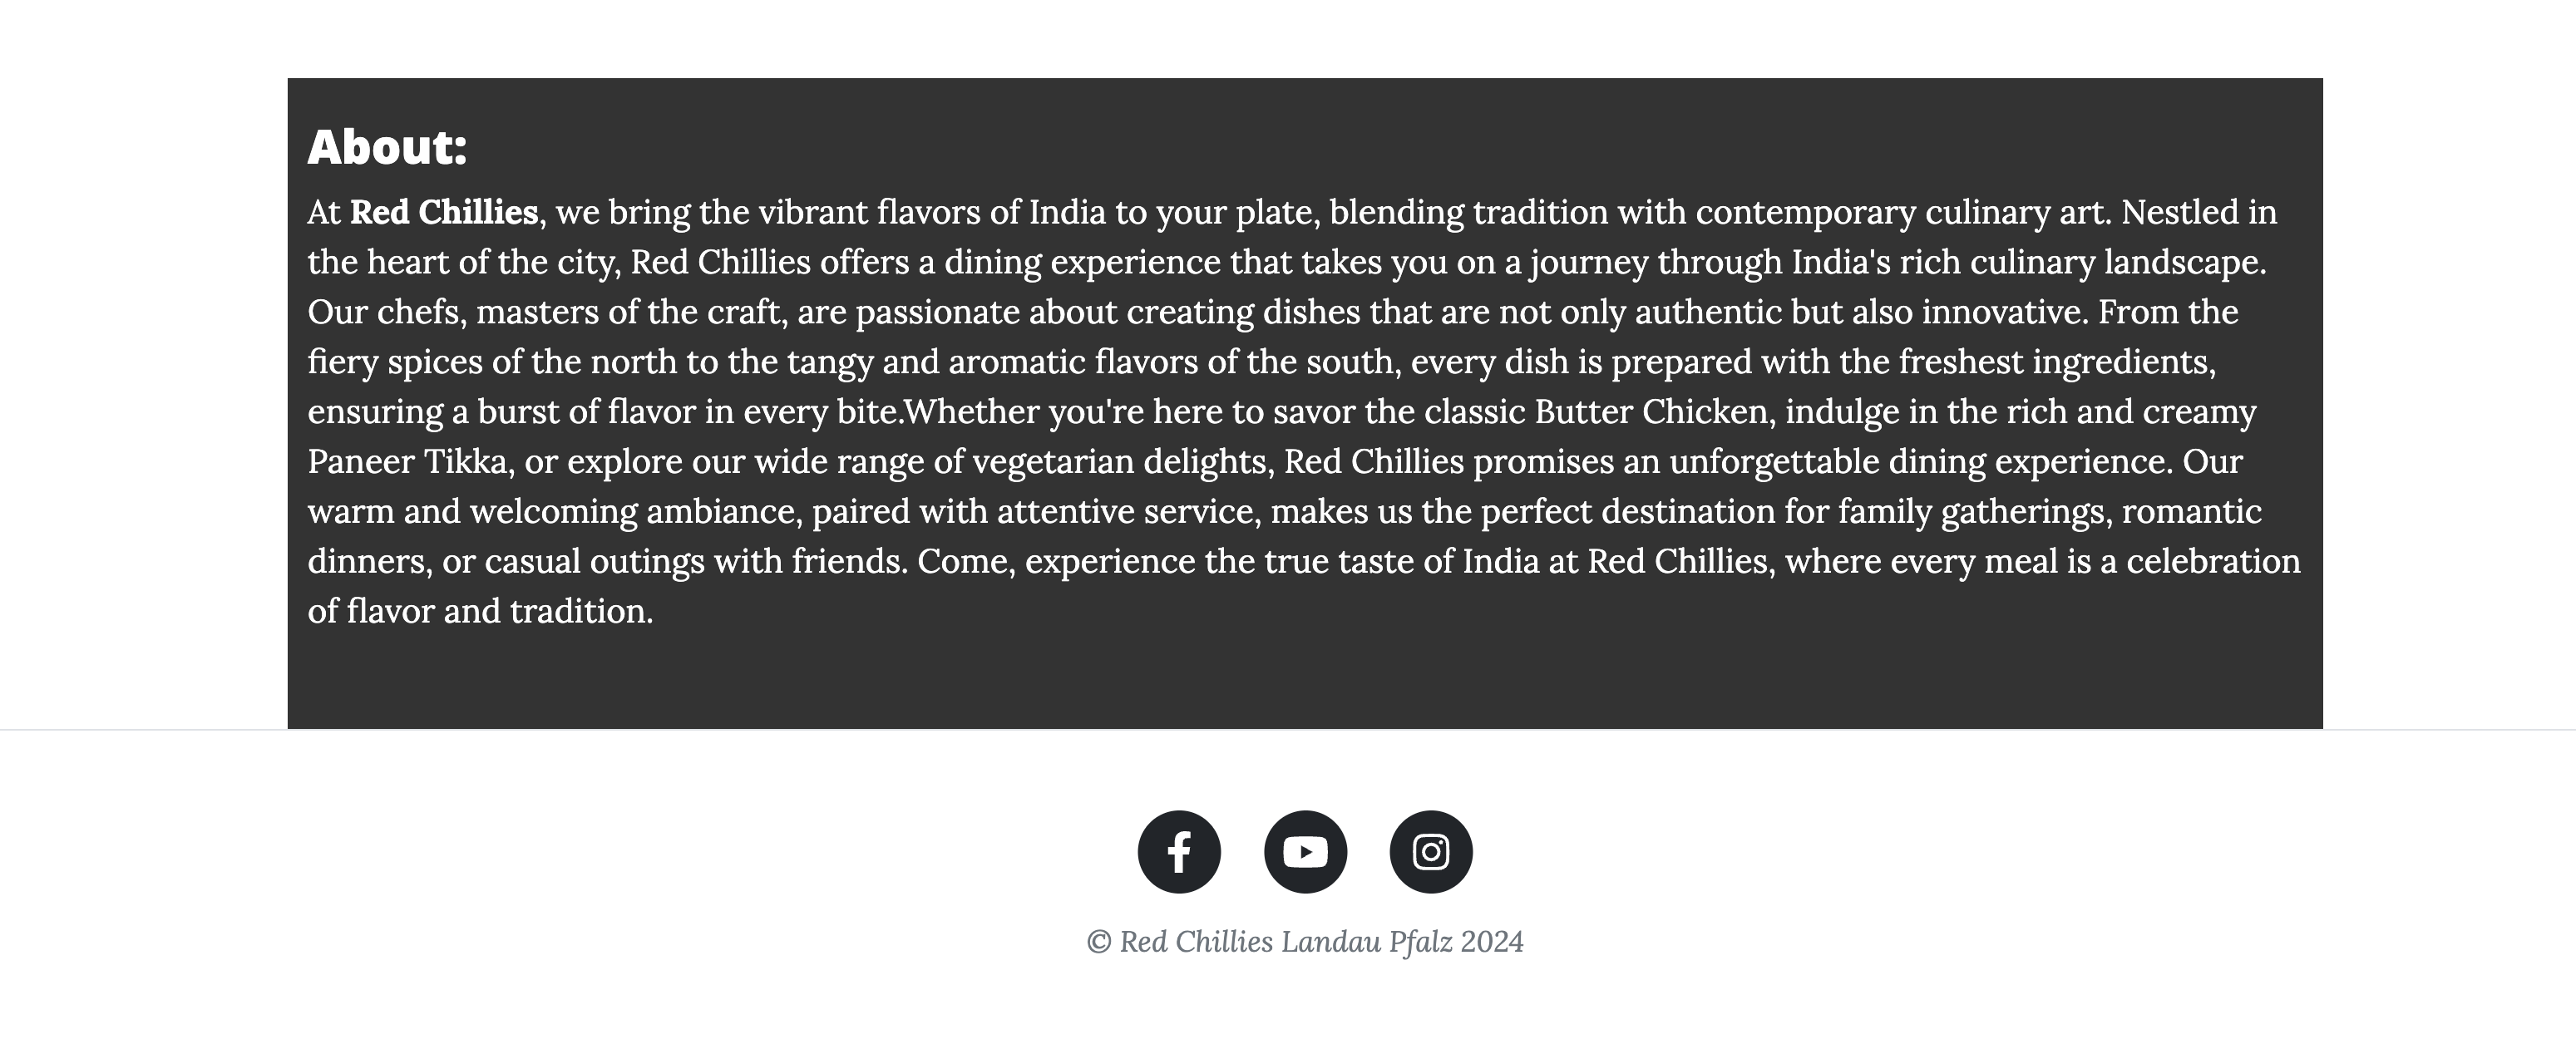 About:
At Red Chillies, we bring the vibrant flavors of India to your plate, blending tradition with contemporary culinary art. Nestled in
the heart of the city, Red Chillies offers a dining experience that takes you on a journey through India's rich culinary landscape.
Our chefs, masters of the craft, are passionate about creating dishes that are not only authentic but also innovative. From the
fiery spices of the north to the tangy and aromatic flavors of the south, every dish is prepared with the freshest ingredients,
ensuring a burst of flavor in every bite.Whether you're here to savor the classic Butter Chicken, indulge in the rich and creamy
Paneer Tikka, or explore our wide range of vegetarian delights, Red Chillies promises an unforgettable dining experience. Our
warm and welcoming ambiance, paired with attentive service, makes us the perfect destination for family gatherings, romantic
dinners, or casual outings with friends. Come, experience the true taste of India at Red Chillies, where every meal is a celebration
of flavor and tradition.
© Red Chillies Landau Pfalz 2024